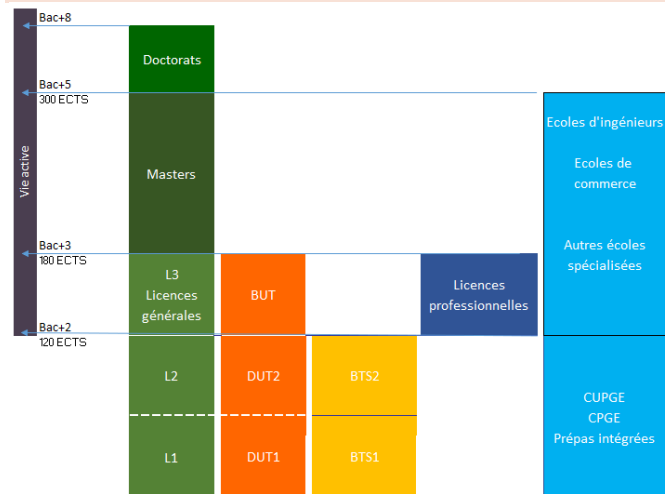 Bac+8
Doctorats
Bac+5
300 ECTS
Ecoles d'ingénieurs
Ecoles de
commerce
Vie active
Masters
Autres écoles
spécialisées
Bac+3
180 ECTS
L3
Licences
générales
BUT
Licences
professionnelles
Bac+2
120 ECTS
L2
DUT2
BTS2
CUPGE
CPGE
Prépas intégrées
L1
DUT1
BTS1